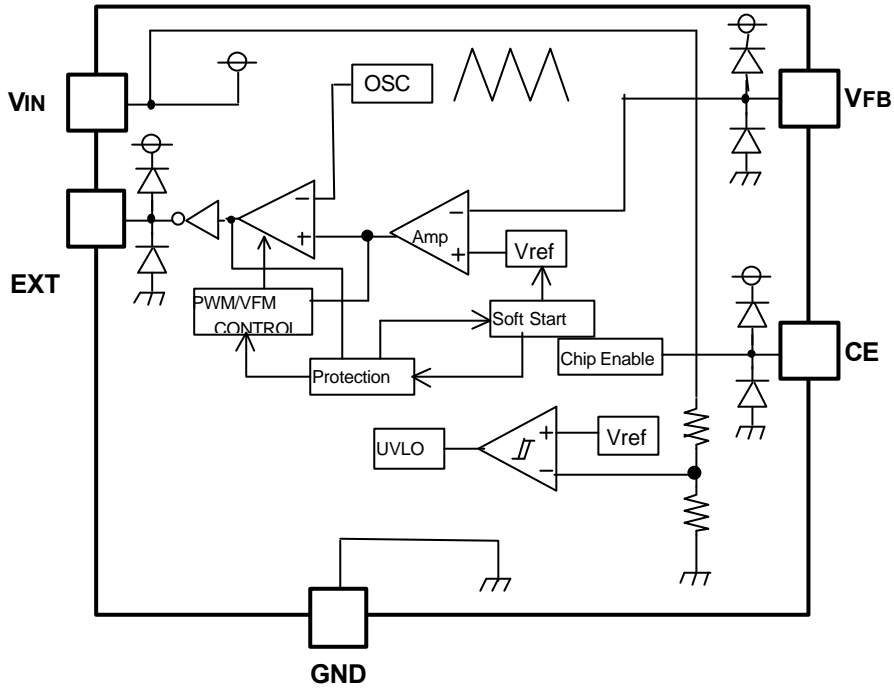 VIN
OSC
VFB
EXT
Amp
Vref
PWM/VFM
CONTROL
Soft Start
Chip Enable
CE
Protection
UVLO
Vref
GND